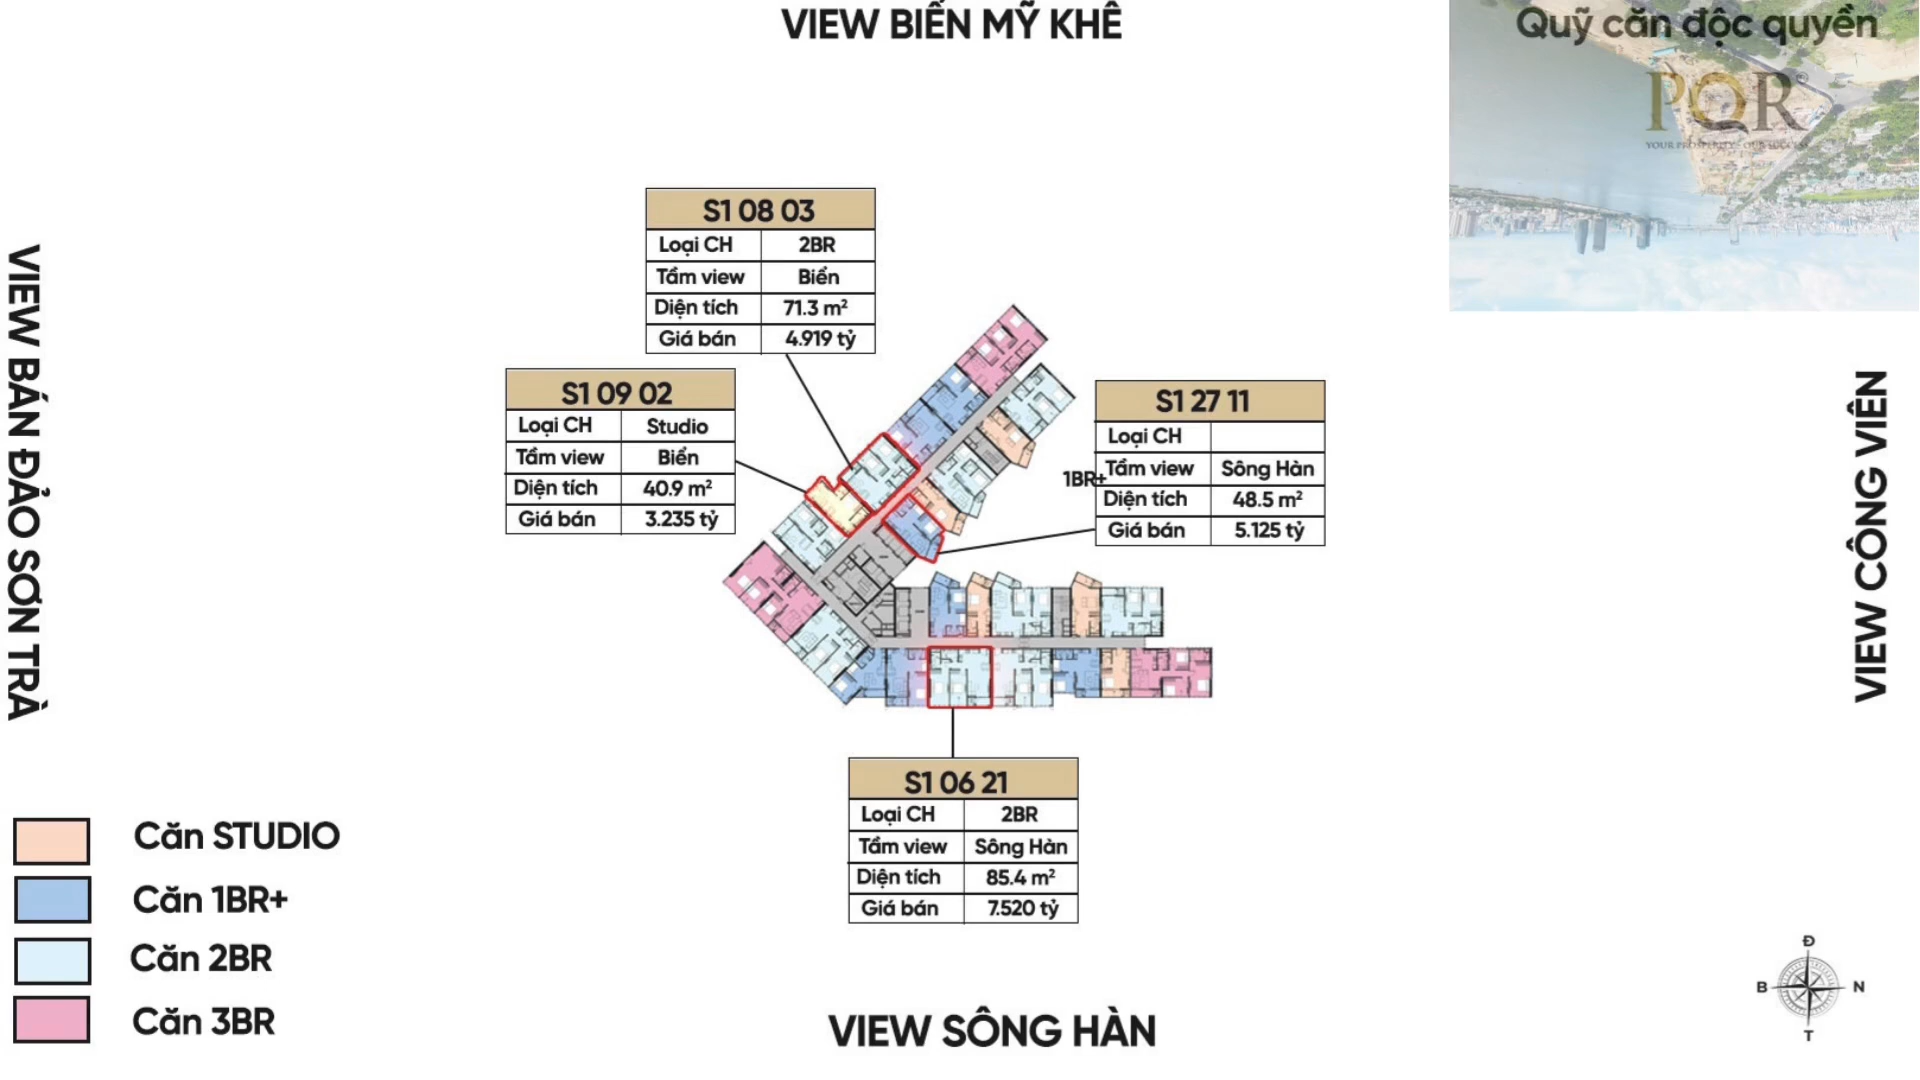 VIEW BIỂN MỸ KHÊ
Quỹ căn độc quyền
PQR
YOUR PROSPERITY - OUR SUCCESS
VIEW BÁN ĐẢO SƠN TRÀ
S1 08 03
Loại CH 2BR
Tầm view Biển
Diện tích 71.3 m²
Giá bán 4.919 tỷ
S1 09 02
Loại CH Studio
Tầm view Biển
Diện tích 40.9 m²
Giá bán 3.235 tỷ
S1 27 11
Loại CH
1BR+
Tầm view Sông Hàn
Diện tích 48.5 m²
Giá bán 5.125 tỷ
VIEW CÔNG VIÊN
S1 06 21
Loại CH 2BR
Tầm view Sông Hàn
Diện tích 85.4 m²
Giá bán 7.520 tỷ
Căn STUDIO
Căn 1BR+
Căn 2BR
Căn 3BR
VIEW SÔNG HÀN
Đ
B N
T